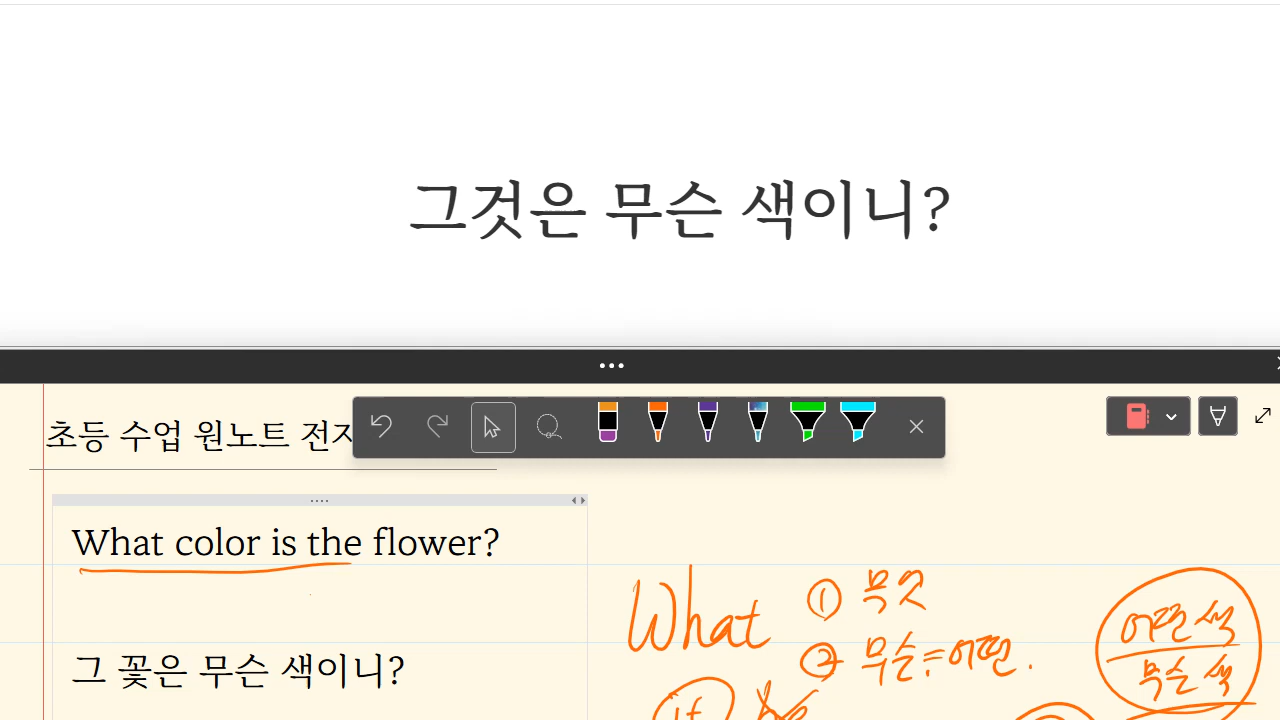 그것은 무슨 색이니?
초등 수업 원노트 전자
What color is the flower?
What ① 무엇
② 무슨=어떤.
어떤 색
무슨 색
그 꽃은 무슨 색이니?
if